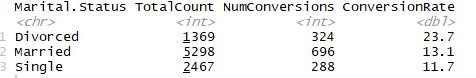 Marital.Status TotalCount NumConversions ConversionRate
<chr> <int> <int> <dbl>
1 Divorced 1369 324 23.7
2 Married 5298 696 13.1
3 Single 2467 288 11.7